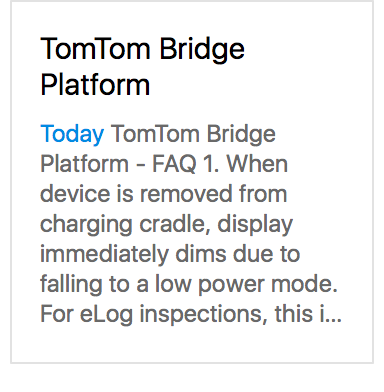 TomTom Bridge
Platform
Today TomTom Bridge
Platform - FAQ 1. When
device is removed from
charging cradle, display
immediately dims due to
falling to a low power mode.
For eLog inspections, this i...